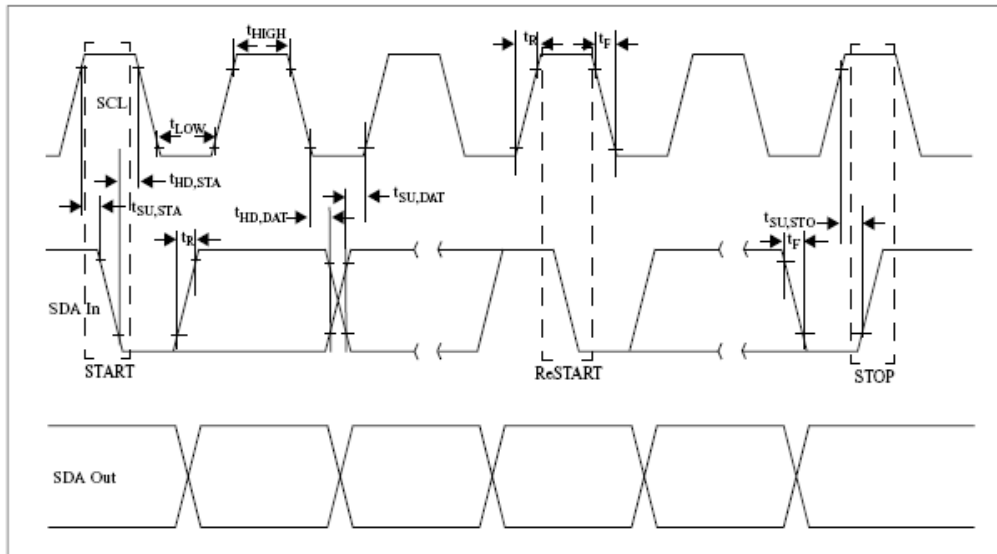 tHIGH
tR
tF
SCL
tLOW
tHD,STA
tSU,STA
tHD,DAT
tSU,DAT
tR
tSU,STO
tF
SDA In
START
ReSTART
STOP
SDA Out